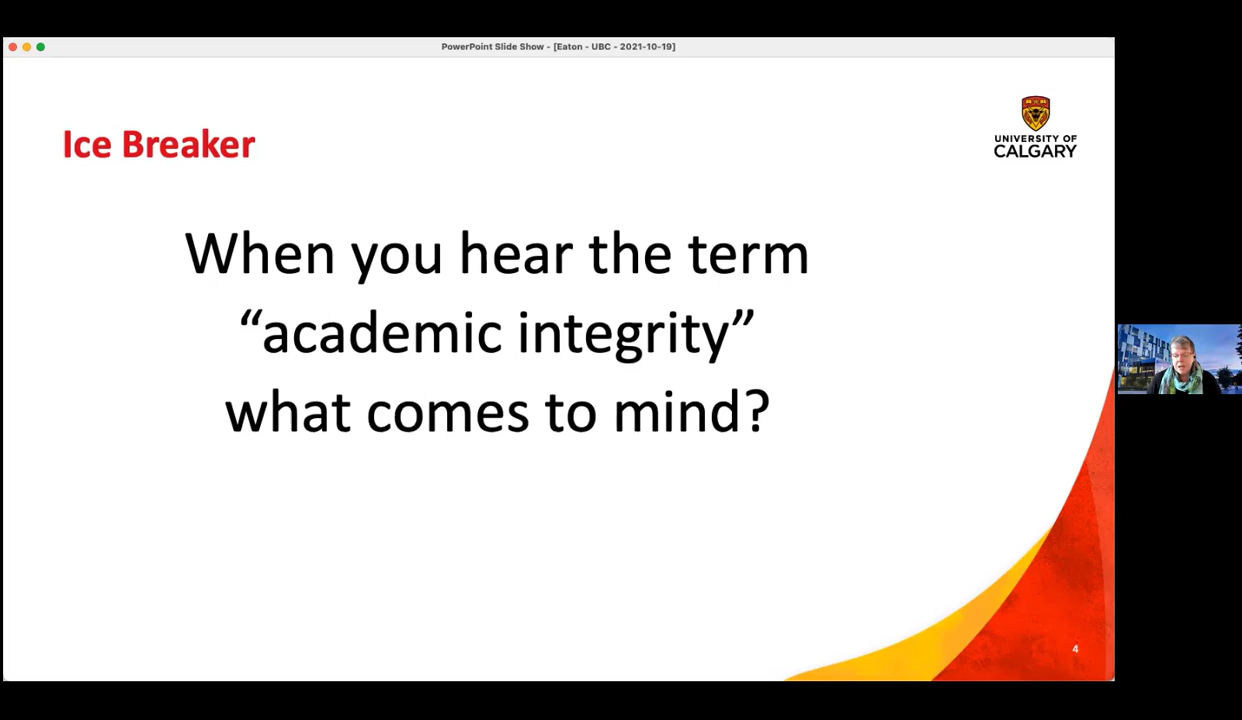 PowerPoint Slide Show - [Eaton - UBC - 2021-10-19]
Ice Breaker
UNIVERSITY OF
CALGARY
When you hear the term
“academic integrity”
what comes to mind?
4